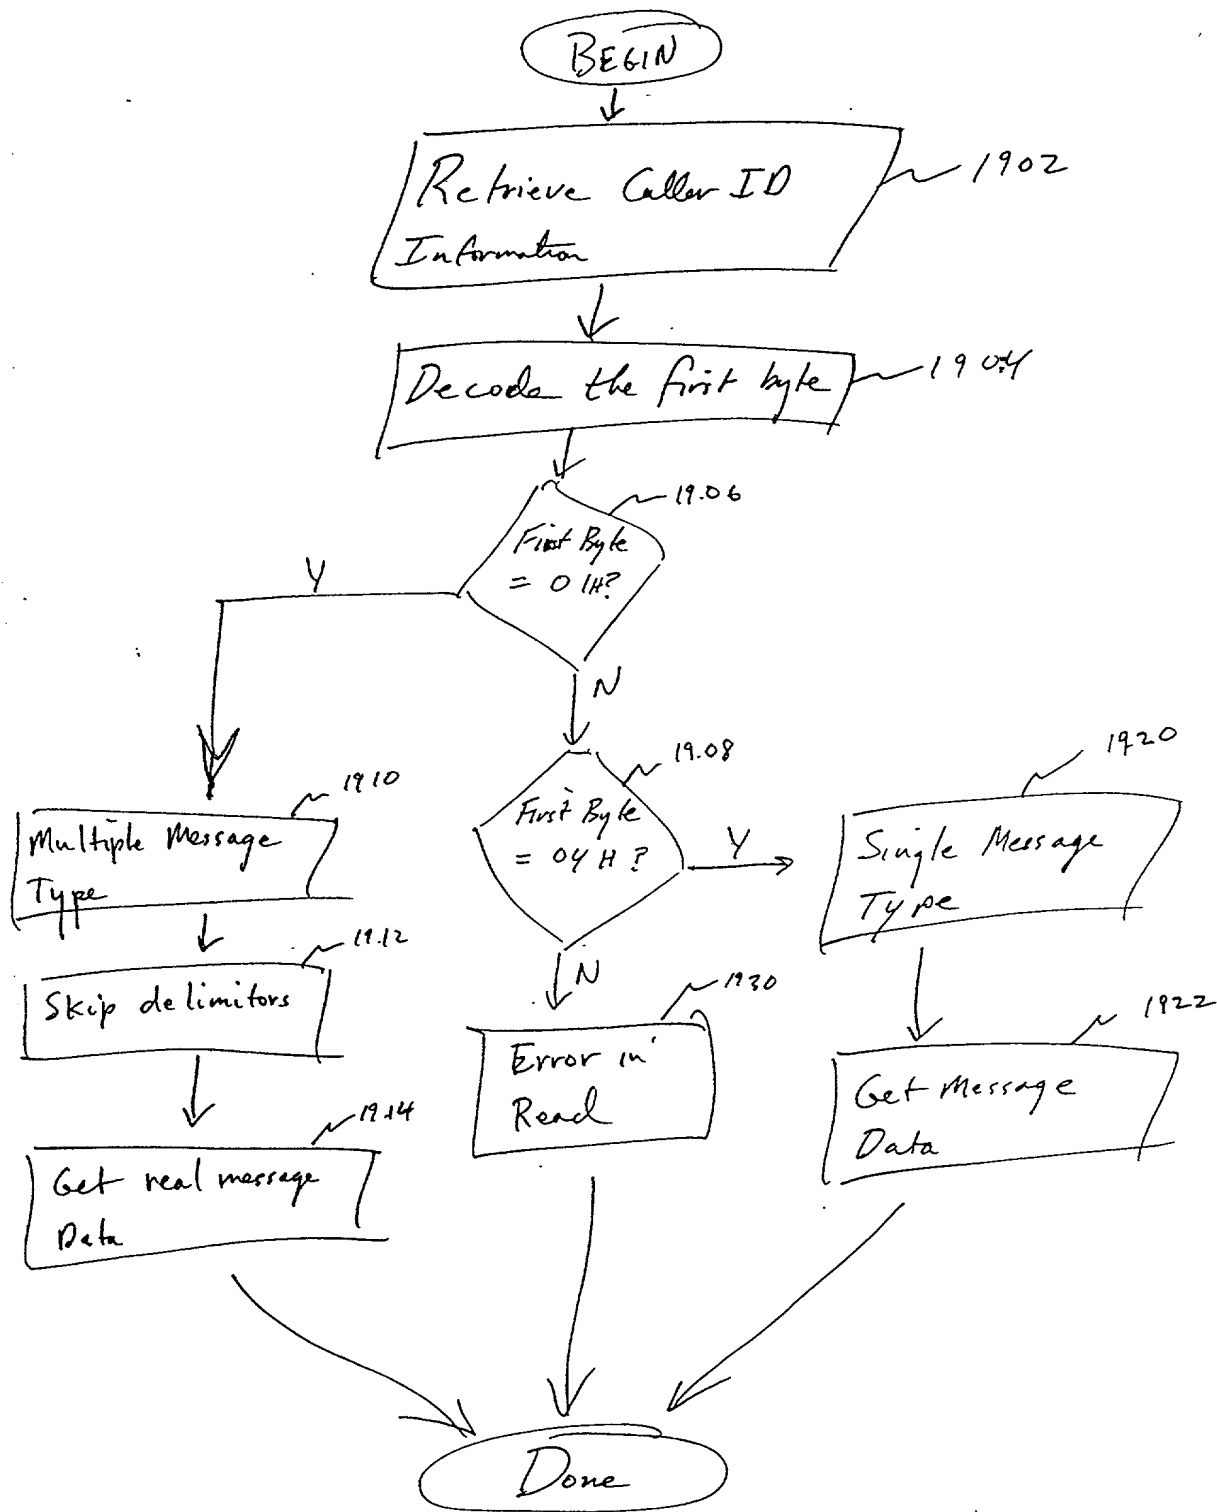 BEGIN
Retrieve Caller ID
Information
1902
Decode the first byte
1904
19.06
First Byte
= 01H?
Y
N
19.08
First Byte
= 04H?
Y
N
1910
Multiple Message
Type
19.12
Skip delimitors
19.14
Get real message
Data
1930
Error in
Read
1920
Single Message
Type
1922
Get Message
Data
Done